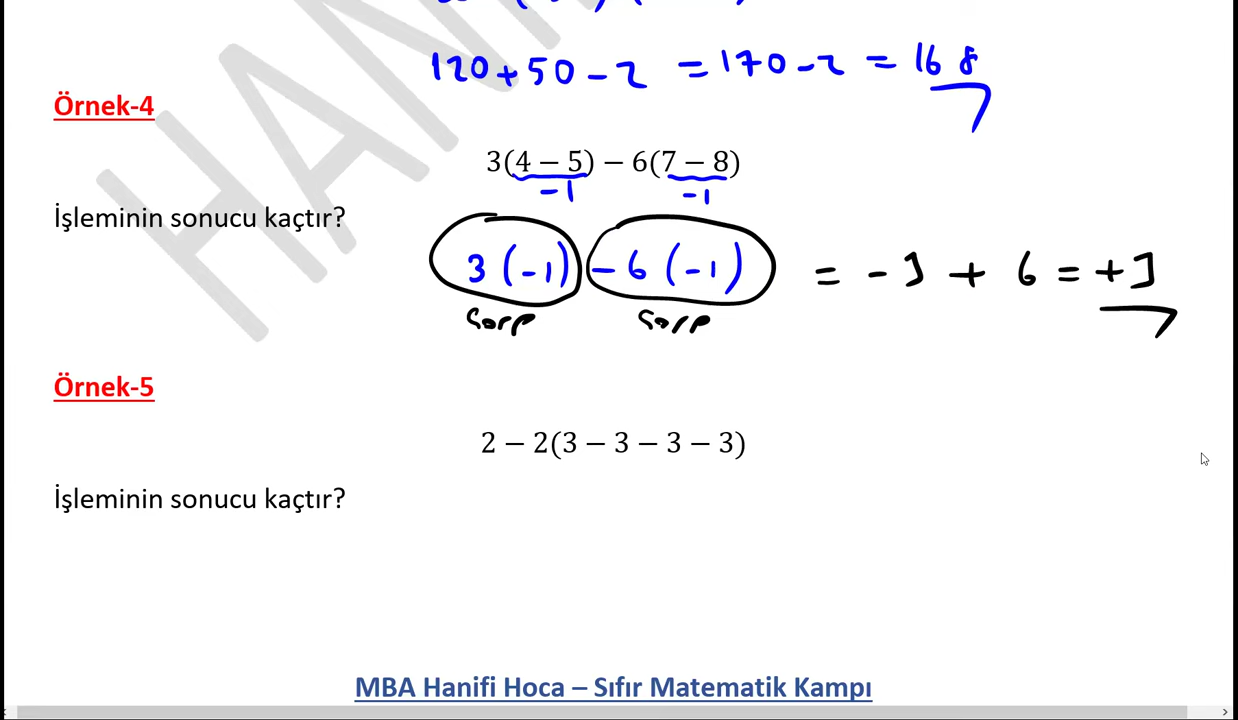 120+50-2 = 170-2 = 168
Örnek-4
3(4 − 5) − 6(7 − 8)
-1 -1
İşleminin sonucu kaçtır?
3 (-1) - 6 (-1) = -3 + 6 = +3
Çarp Çarp
Örnek-5
2 − 2(3 − 3 − 3 − 3)
İşleminin sonucu kaçtır?
MBA Hanifi Hoca – Sıfır Matematik Kampı